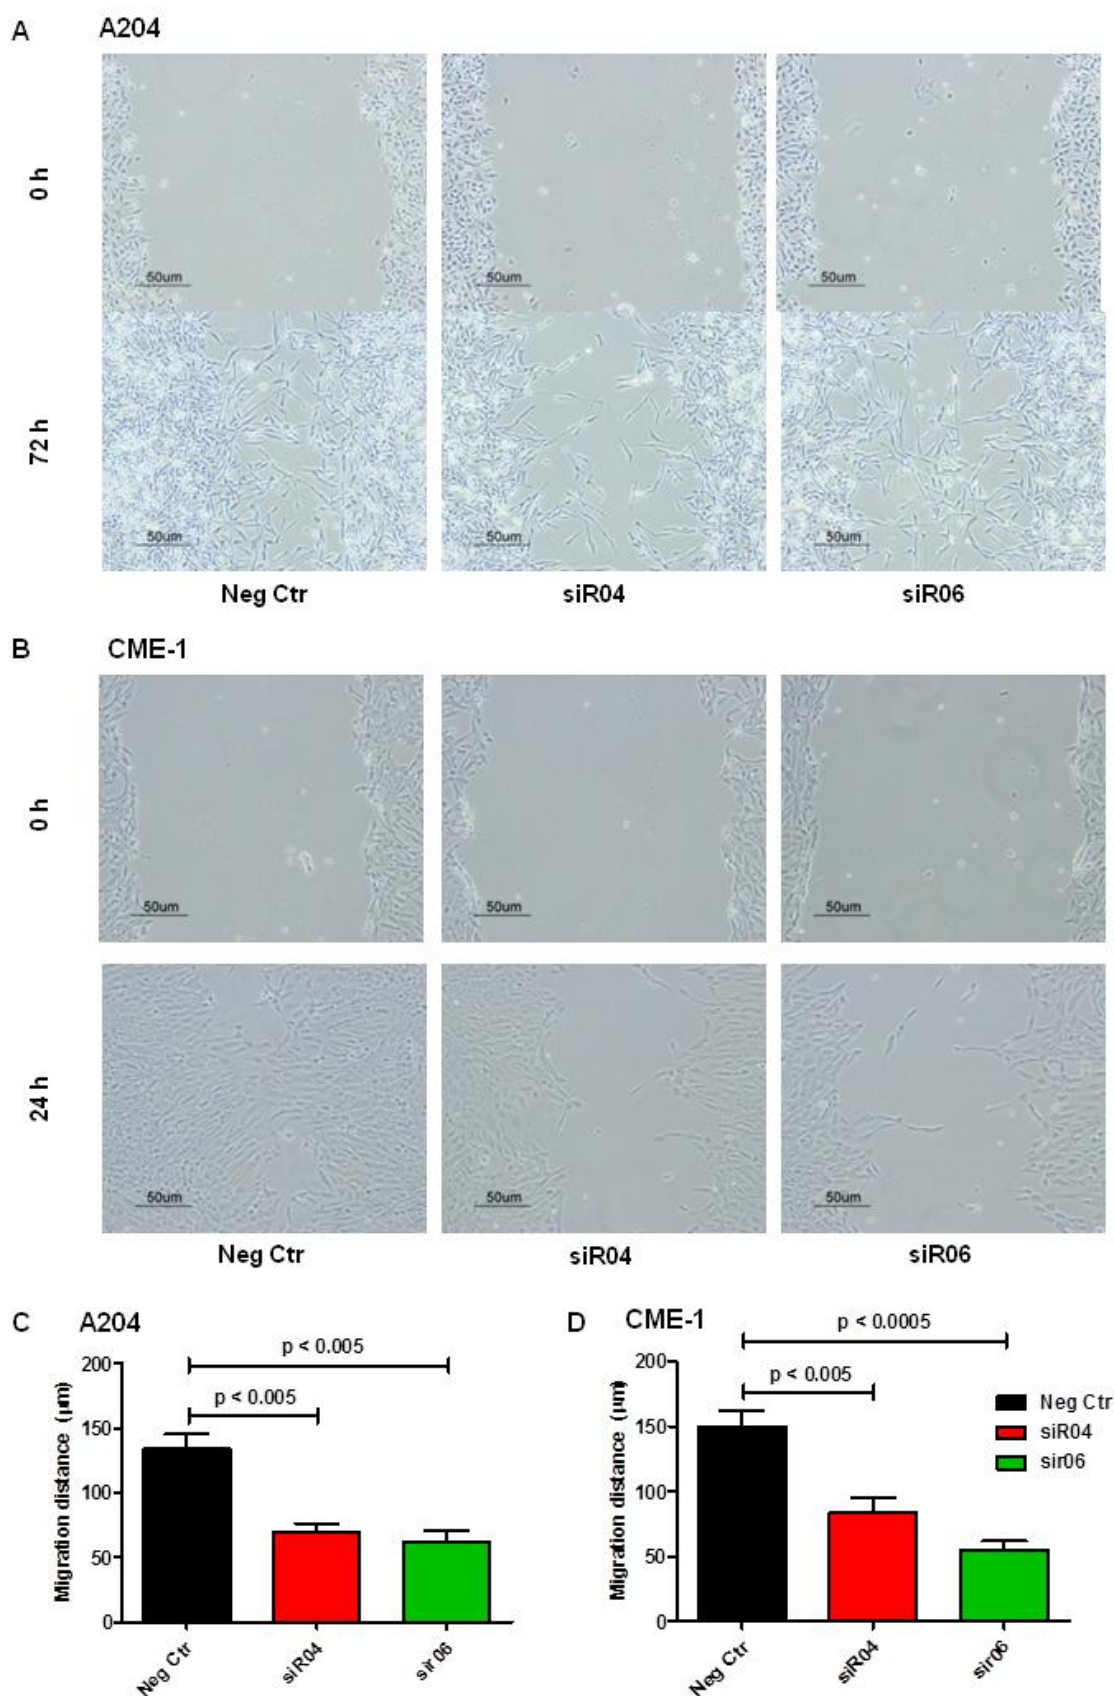 A A204
0 h
50um 50um 50um
72 h
50um 50um 50um
Neg Ctr siR04 siR06
B CME-1
0 h
50um 50um 50um
24 h
50um 50um 50um
Neg Ctr siR04 siR06
C A204
p < 0.005
p < 0.005
Migration distance (µm)
200
150
100
50
0
Neg Ctr siR04 sir06
D CME-1
p < 0.0005
p < 0.005
Migration distance (µm)
200
150
100
50
0
Neg Ctr siR04 sir06
Neg Ctr
siR04
sir06